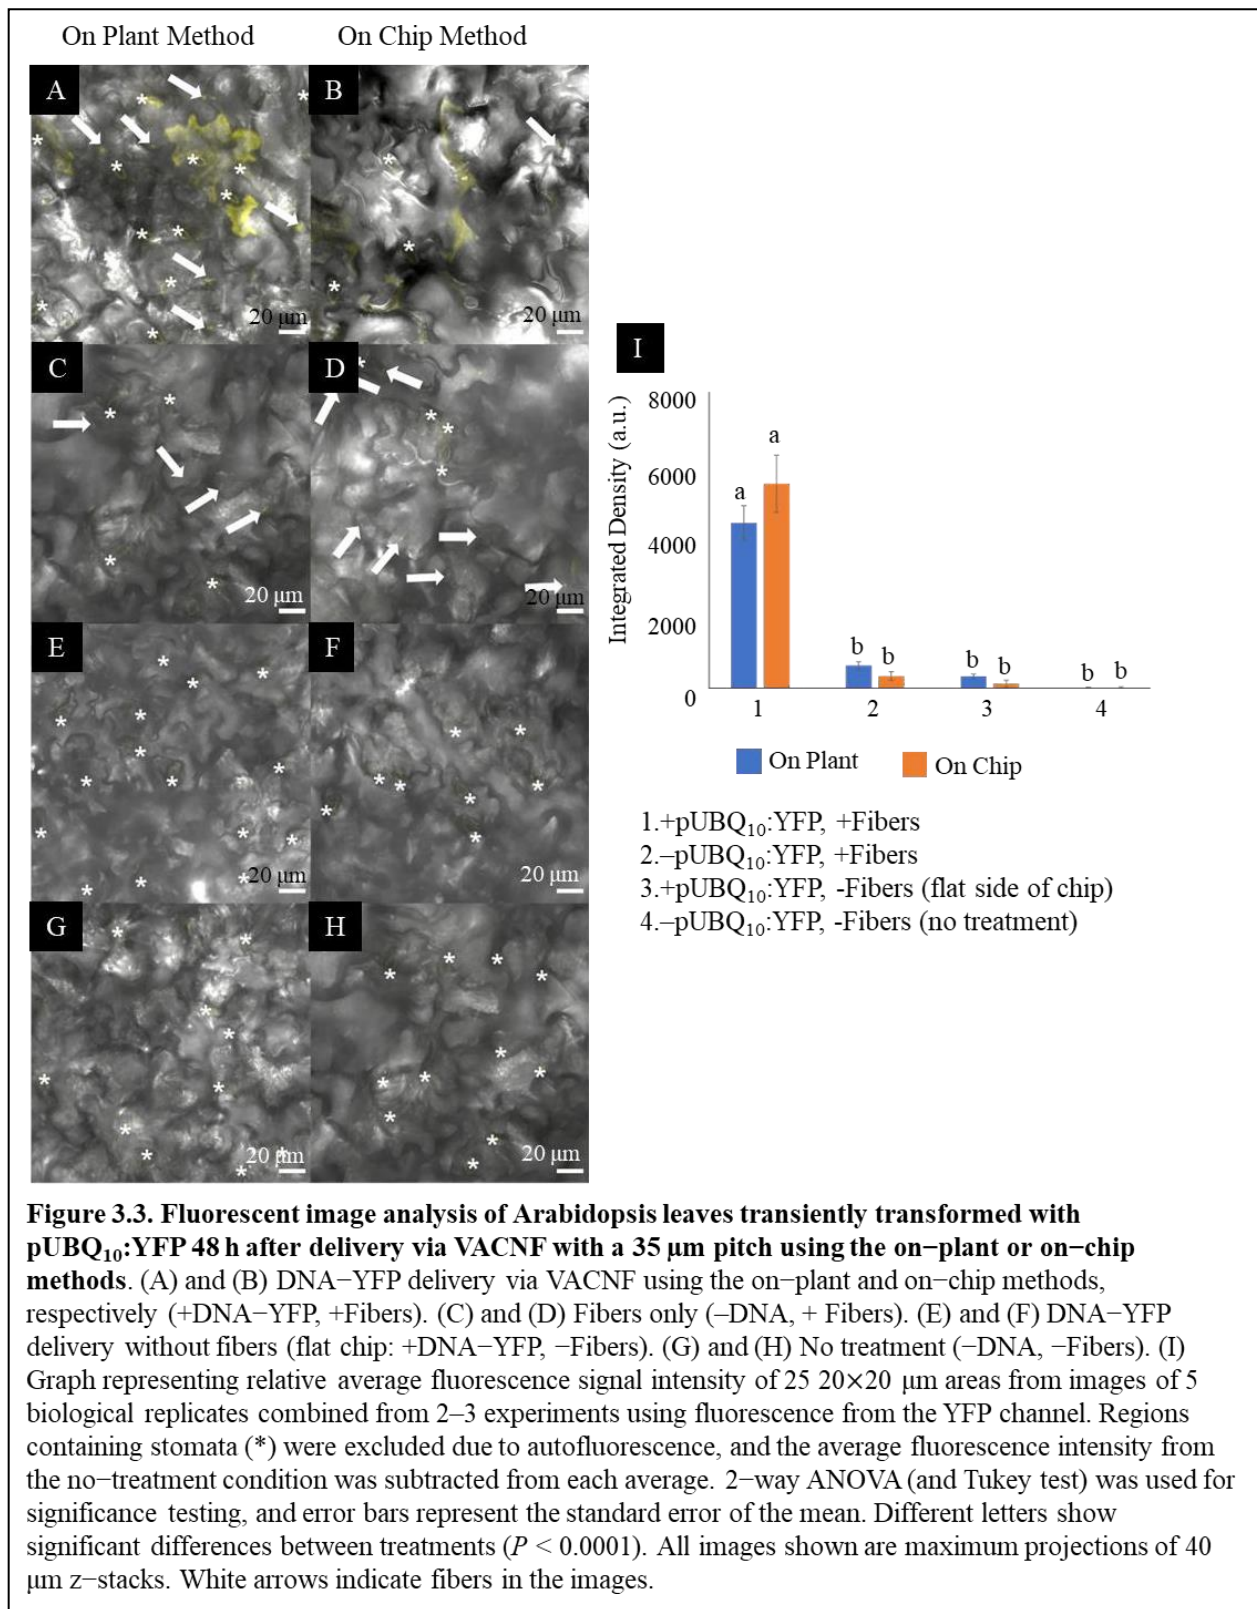 On Plant Method On Chip Method
A
B
* * * * * * * * * * * * *
* * *
20 µm
20 µm
C
D
* * * *
* * * *
20 µm
20 µm
E
F
* * * * * * * * * * * * * * *
* * * * * * * *
20 µm
20 µm
G
H
* * * * * * * * * *
* * * * * * * * * *
20 µm
20 µm
I
Integrated Density (a.u.)
8000
6000
4000
2000
0
a a b b b b b b
1 2 3 4
On Plant On Chip
1.+pUBQ₁₀:YFP, +Fibers
2.–pUBQ₁₀:YFP, +Fibers
3.+pUBQ₁₀:YFP, -Fibers (flat side of chip)
4.–pUBQ₁₀:YFP, -Fibers (no treatment)
Figure 3.3. Fluorescent image analysis of Arabidopsis leaves transiently transformed with
pUBQ₁₀:YFP 48 h after delivery via VACNF with a 35 µm pitch using the on−plant or on−chip
methods. (A) and (B) DNA−YFP delivery via VACNF using the on−plant and on−chip methods,
respectively (+DNA−YFP, +Fibers). (C) and (D) Fibers only (–DNA, + Fibers). (E) and (F) DNA−YFP
delivery without fibers (flat chip: +DNA−YFP, −Fibers). (G) and (H) No treatment (−DNA, −Fibers). (I)
Graph representing relative average fluorescence signal intensity of 25 20×20 µm areas from images of 5
biological replicates combined from 2–3 experiments using fluorescence from the YFP channel. Regions
containing stomata (*) were excluded due to autofluorescence, and the average fluorescence intensity from
the no−treatment condition was subtracted from each average. 2−way ANOVA (and Tukey test) was used for
significance testing, and error bars represent the standard error of the mean. Different letters show
significant differences between treatments (P < 0.0001). All images shown are maximum projections of 40
µm z−stacks. White arrows indicate fibers in the images.